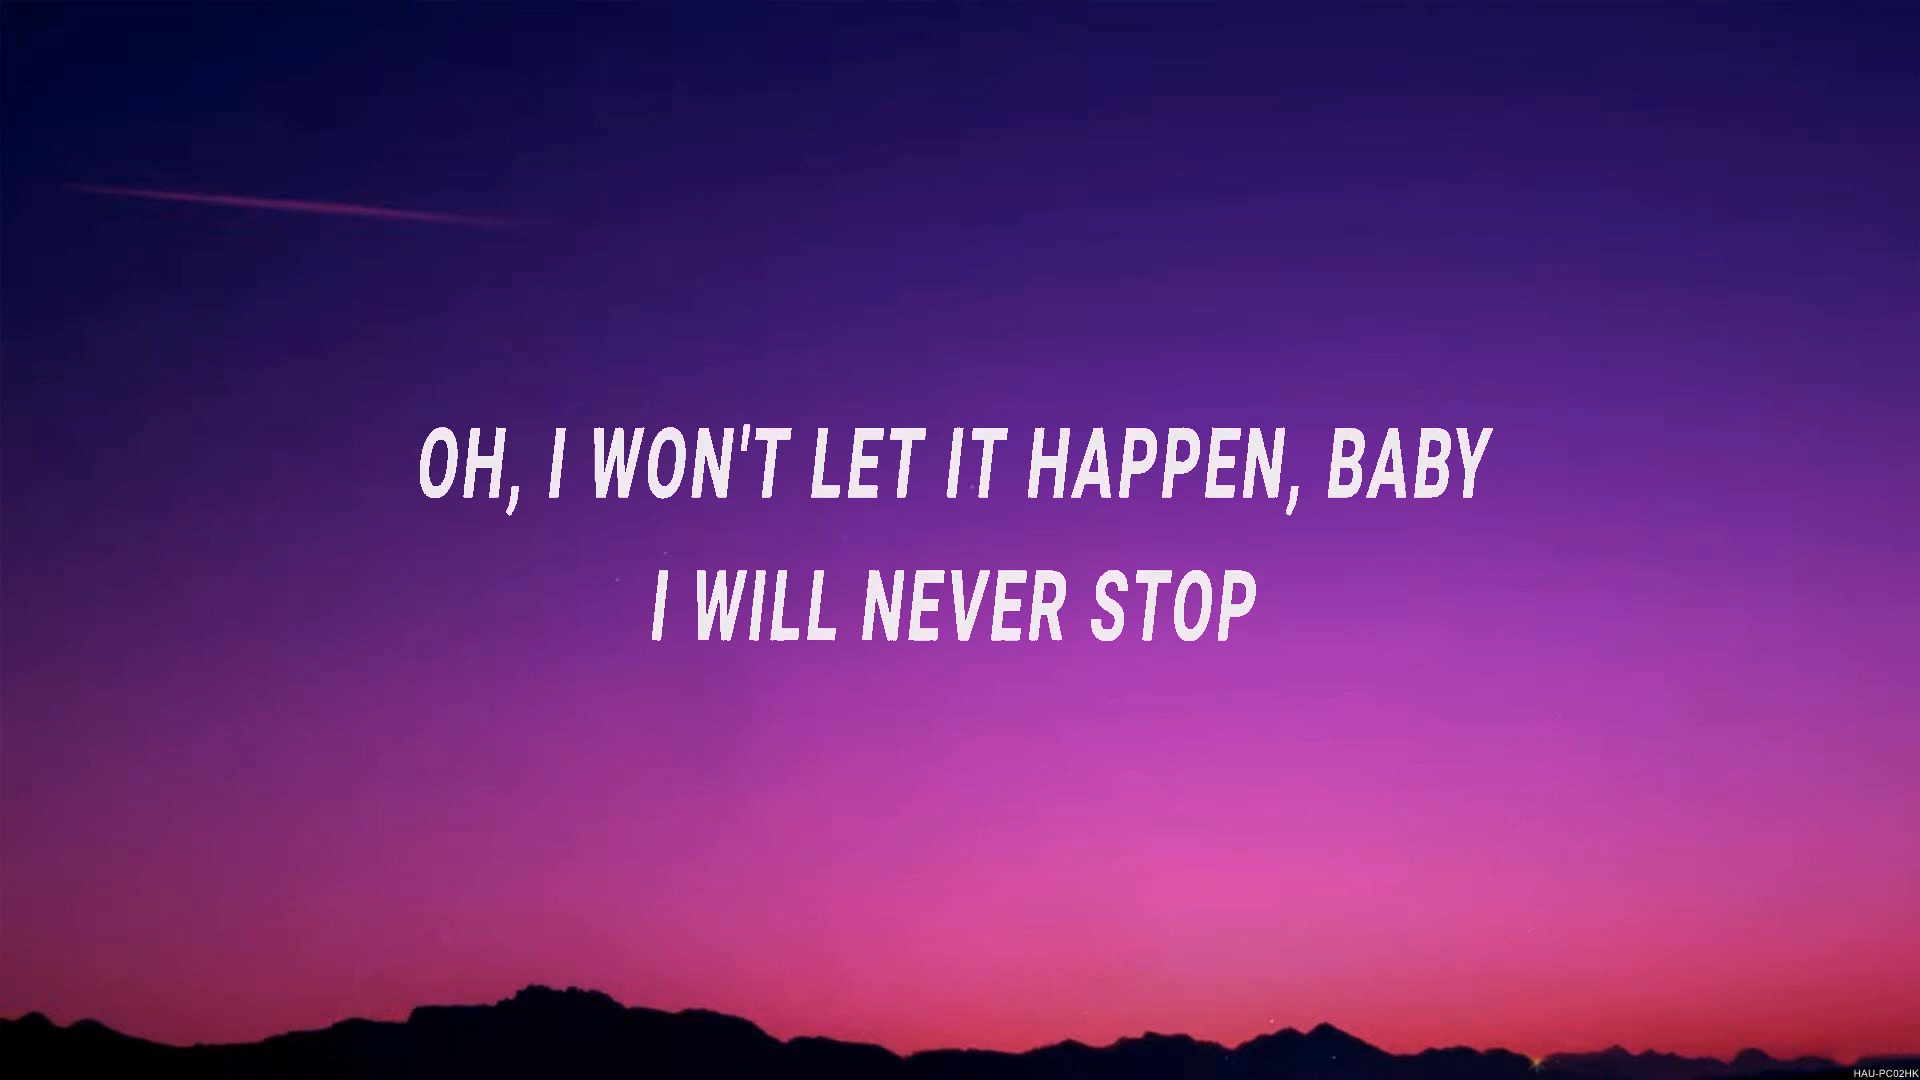 OH, I WON'T LET IT HAPPEN, BABY
I WILL NEVER STOP
HAU-PC02HK